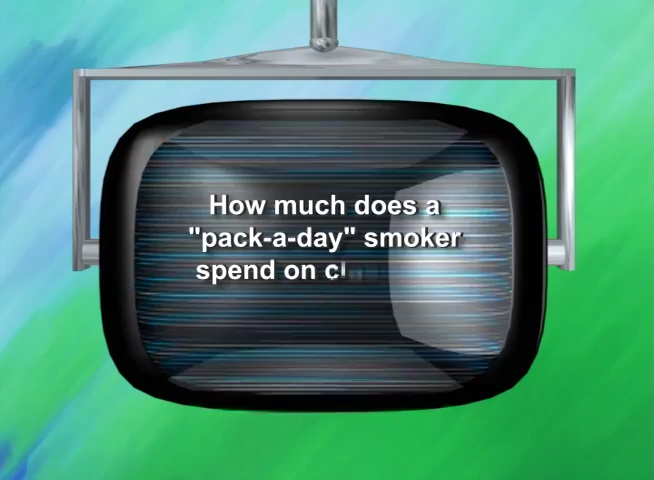 How much does a
"pack-a-day" smoker
spend on